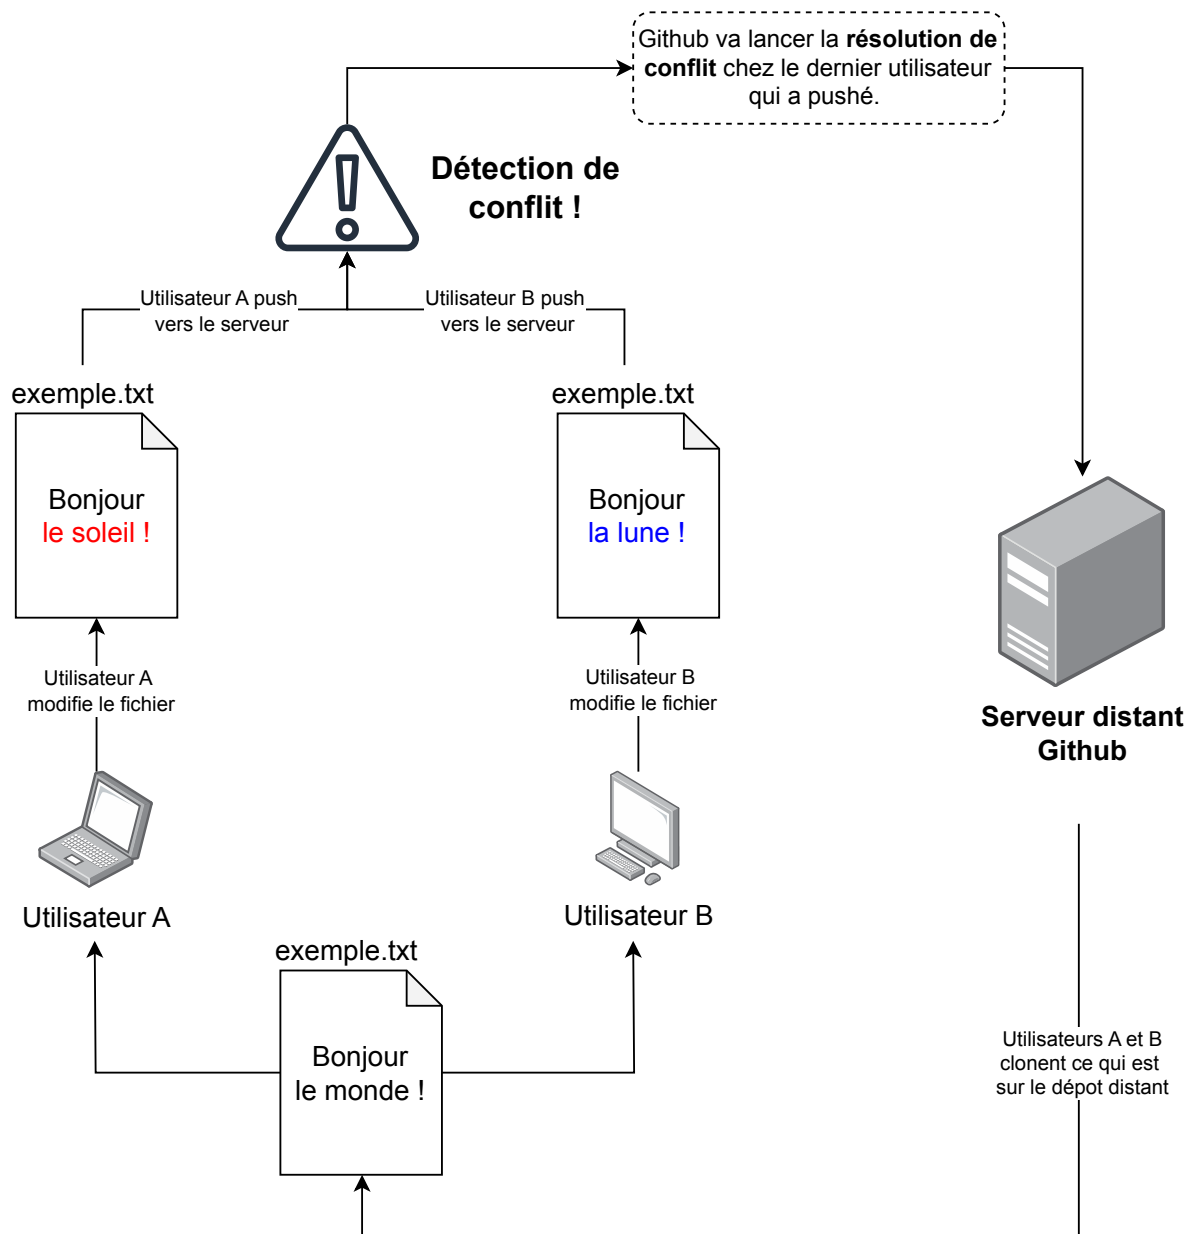 Github va lancer la résolution de
conflit chez le dernier utilisateur
qui a pushé.
Détection de
conflit !
Utilisateur A push
vers le serveur
Utilisateur B push
vers le serveur
exemple.txt
Bonjour
le soleil !
exemple.txt
Bonjour
la lune !
Utilisateur A
modifie le fichier
Utilisateur B
modifie le fichier
Serveur distant
Github
Utilisateur A
Utilisateur B
exemple.txt
Bonjour
le monde !
Utilisateurs A et B
clonent ce qui est
sur le dépot distant